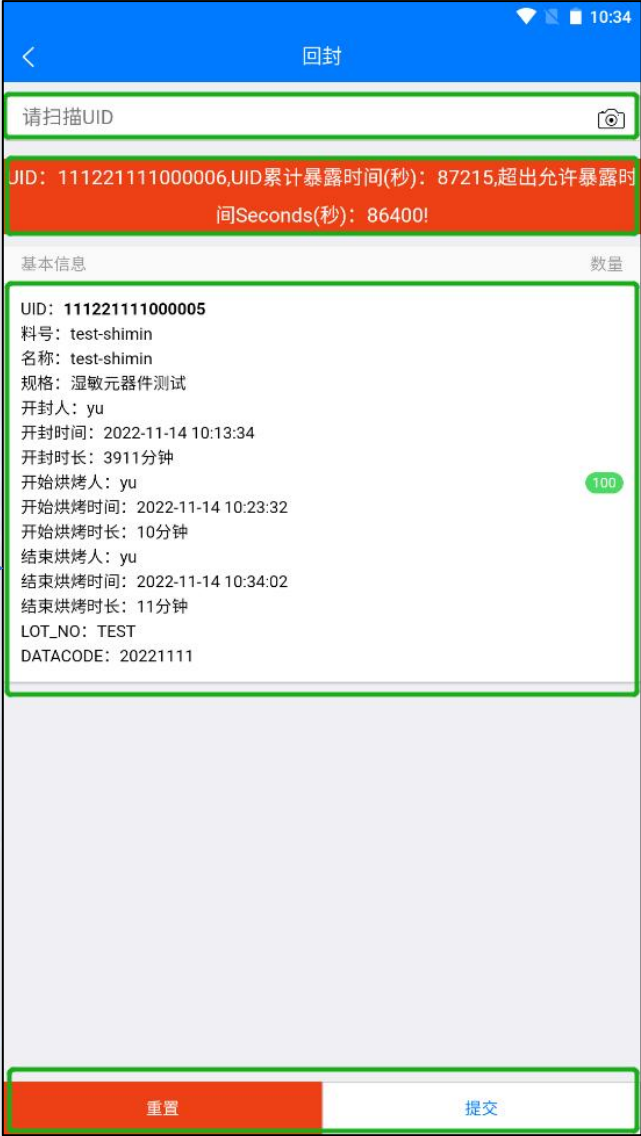 10:34
回封
请扫描UID
UID：111221111000006,UID累计暴露时间(秒)：87215,超出允许暴露时
间Seconds(秒)：86400!
基本信息 数量
UID：111221111000005
料号：test-shimin
名称：test-shimin
规格：湿敏元器件测试
开封人：yu
开封时间：2022-11-14 10:13:34
开封时长：3911分钟
开始烘烤人：yu
100
开始烘烤时间：2022-11-14 10:23:32
开始烘烤时长：10分钟
结束烘烤人：yu
结束烘烤时间：2022-11-14 10:34:02
结束烘烤时长：11分钟
LOT_NO：TEST
DATACODE：20221111
重置 提交